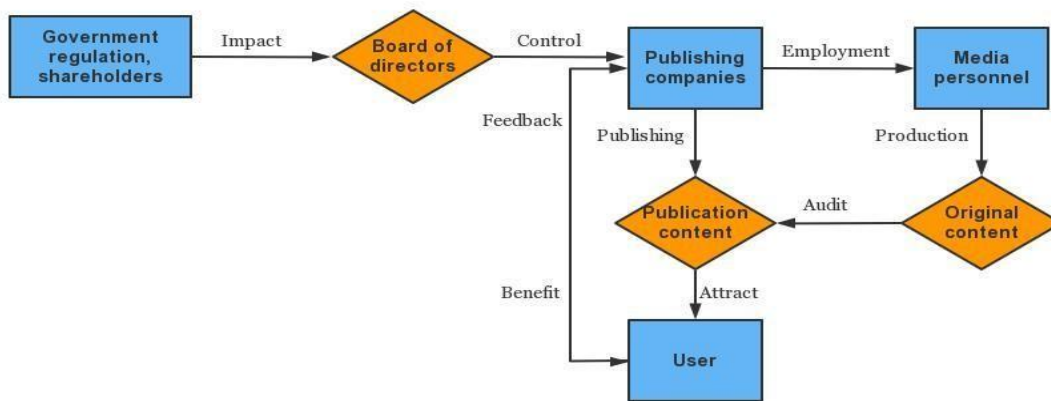 Government
regulation,
shareholders
Impact
Board of
directors
Control
Publishing
companies
Employment
Media
personnel
Feedback
Publishing
Production
Publication
content
Audit
Original
content
Benefit
Attract
User